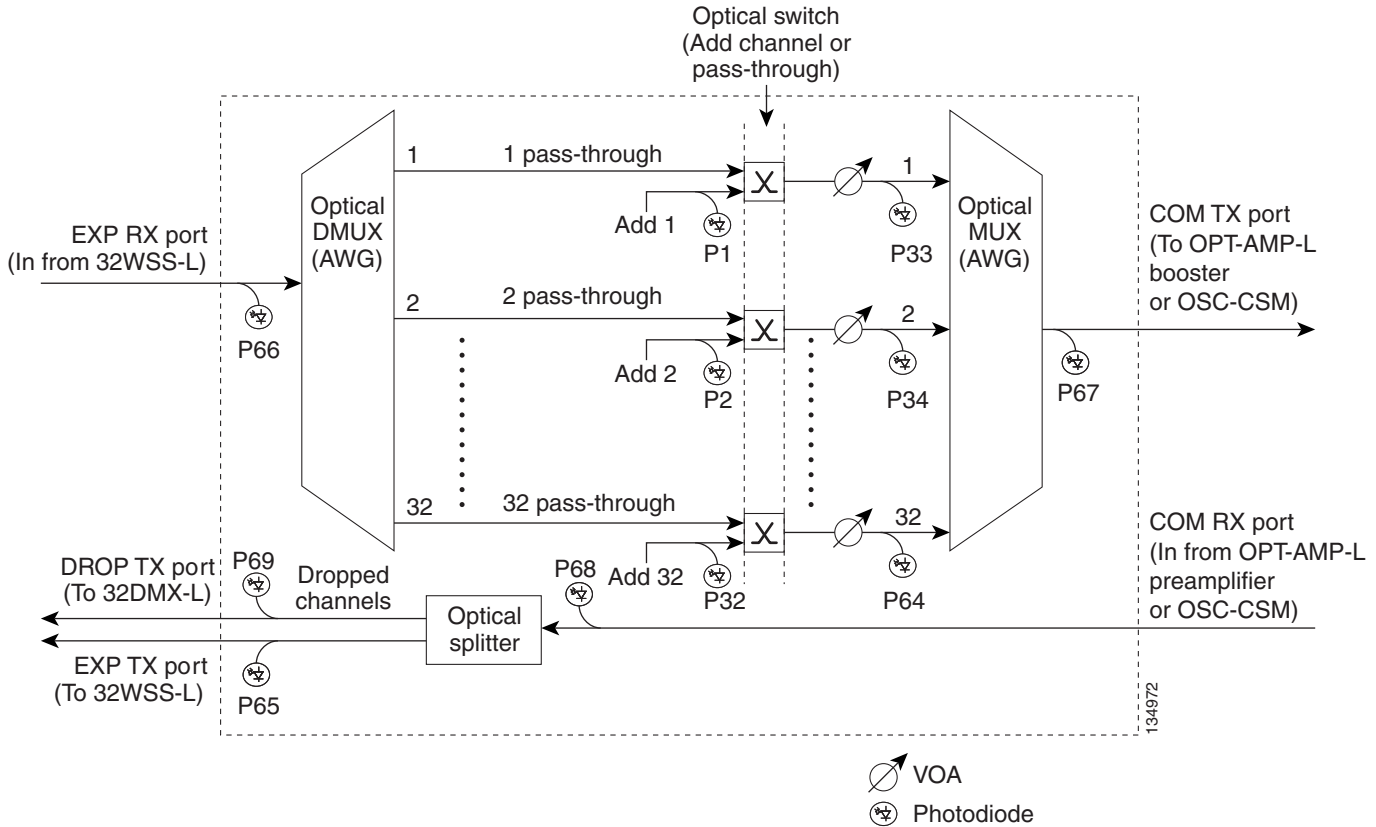 Optical switch
(Add channel or
pass-through)
1
1 pass-through
Add 1
P1
1
P33
Optical
DMUX
(AWG)
Optical
MUX
(AWG)
EXP RX port
(In from 32WSS-L)
P66
COM TX port
(To OPT-AMP-L
booster
or OSC-CSM)
2
2 pass-through
Add 2
P2
2
P34
P67
32
32 pass-through
Add 32
P32
32
P64
COM RX port
(In from OPT-AMP-L
preamplifier
or OSC-CSM)
DROP TX port
(To 32DMX-L)
P69
Dropped
channels
P68
Optical
splitter
EXP TX port
(To 32WSS-L)
P65
134972
VOA
Photodiode